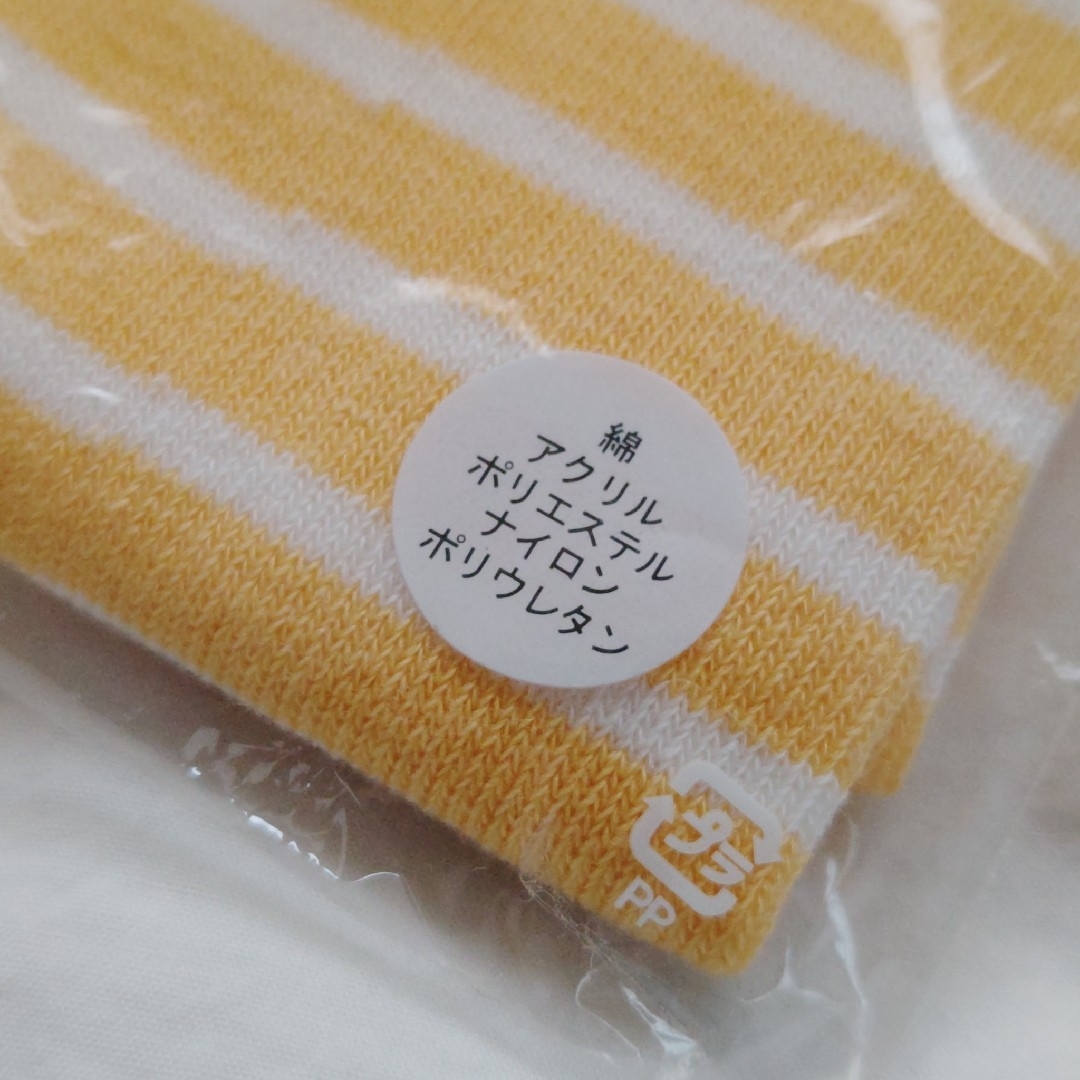 綿
アクリル
ポリエステル
ナイロン
ポリウレタン
プラ
PP